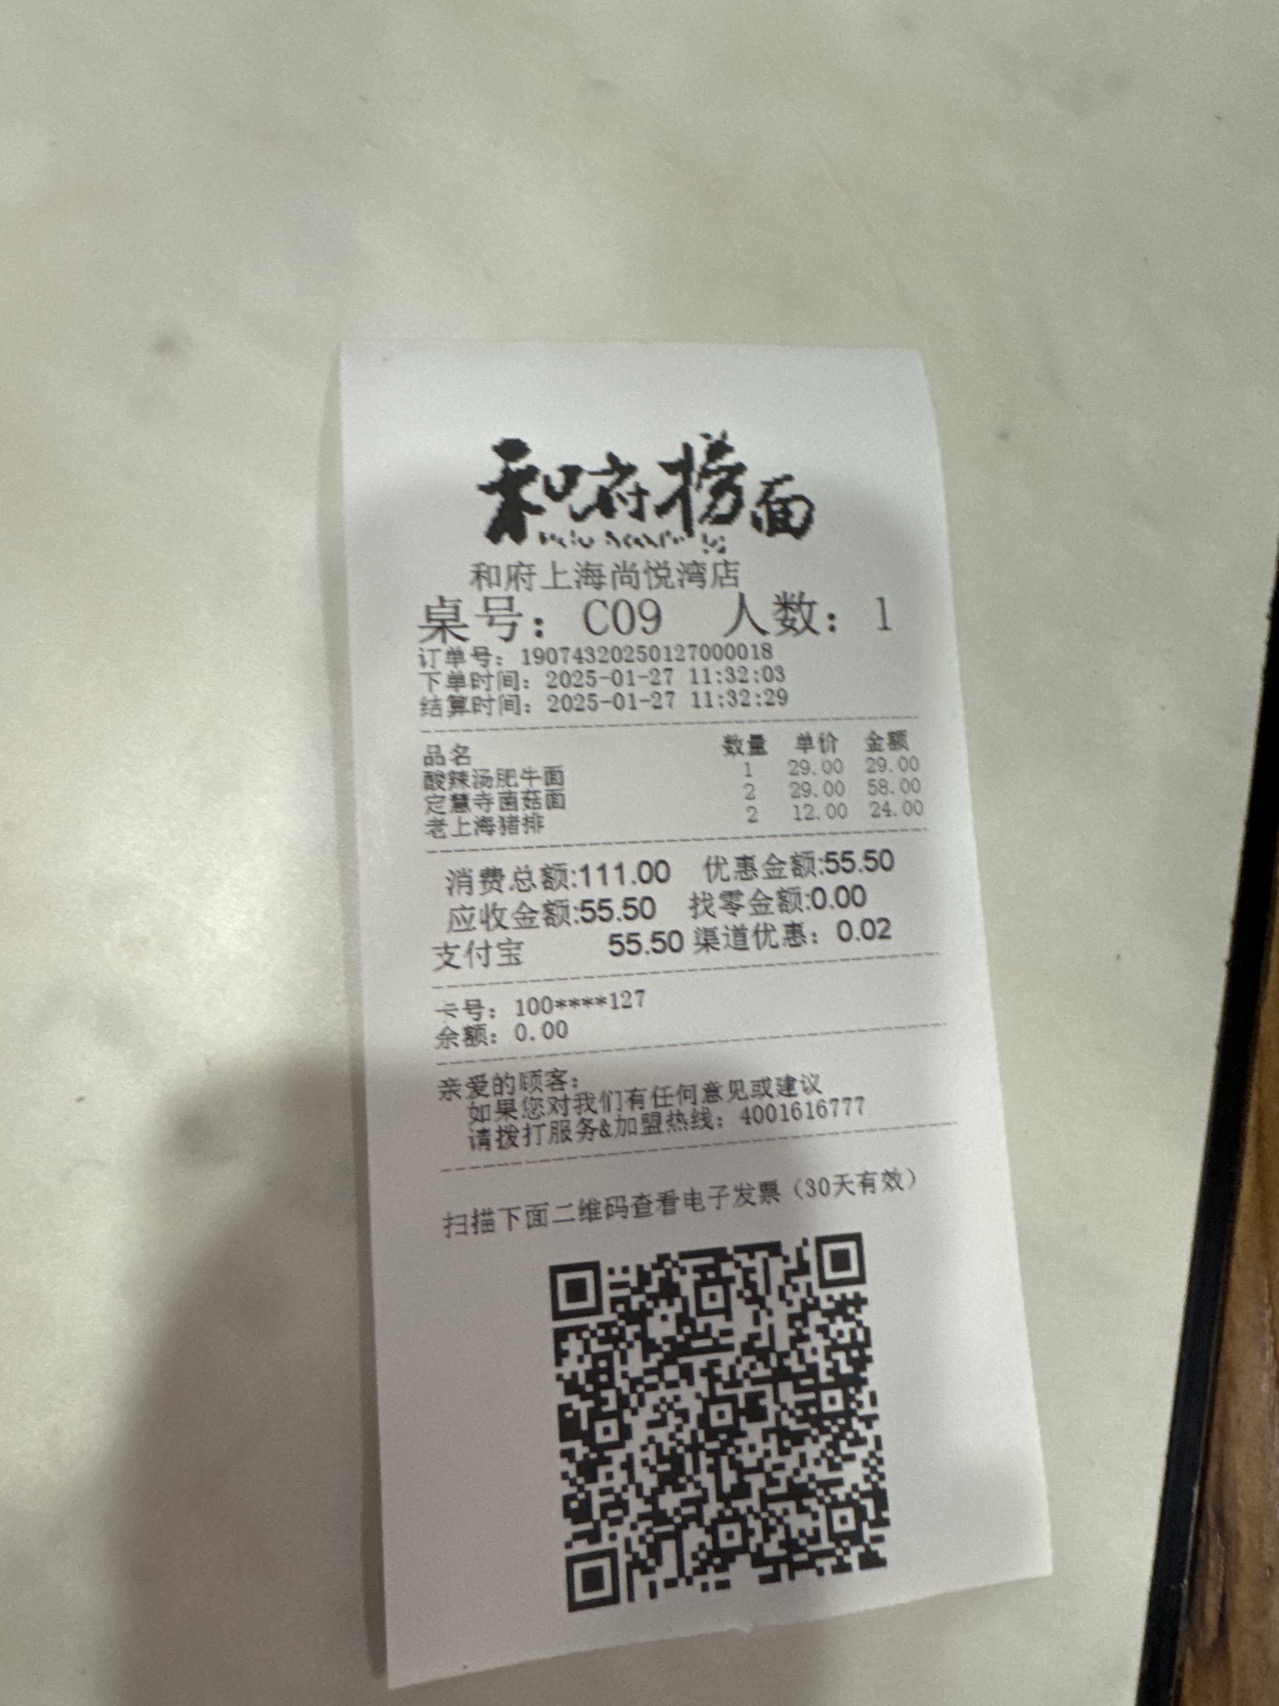 和府捞面
和府上海尚悦湾店
桌号： C09 人数： 1
订单号：19074320250127000018
下单时间：2025-01-27 11:32:03
结算时间：2025-01-27 11:32:29
品名 数量 单价 金额
酸辣汤肥牛面 1 29.00 29.00
定慧寺菌菇面 2 29.00 58.00
老上海猪排 2 12.00 24.00
消费总额:111.00 优惠金额:55.50
应收金额:55.50 找零金额:0.00
支付宝 55.50 渠道优惠：0.02
卡号：100****127
余额：0.00
亲爱的顾客：
如果您对我们有任何意见或建议
请拨打服务&加盟热线：4001616777
扫描下面二维码查看电子发票（30天有效）